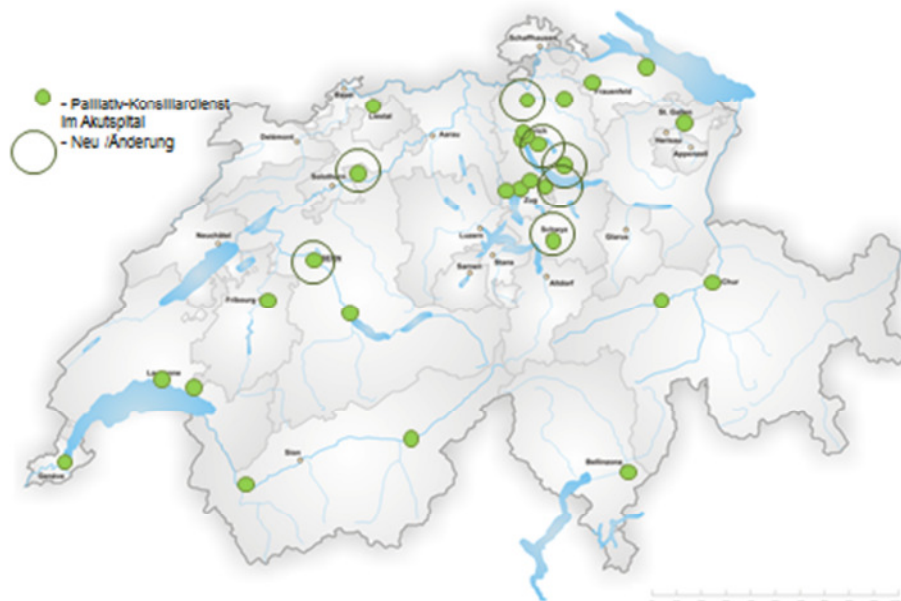 - Palliativ-Konsiliardienst
im Akutspital
- Neu /Änderung
Schaffhausen
Basel
Liestal
Frauenfeld
St. Gallen
Herisau
Appenzell
Delémont
Aarau
Solothurn
Zug
Neuchâtel
Luzern
Schwyz
Glarus
BERN
Stans
Sarnen
Altdorf
Chur
Fribourg
Lausanne
Sion
Bellinzona
Genève